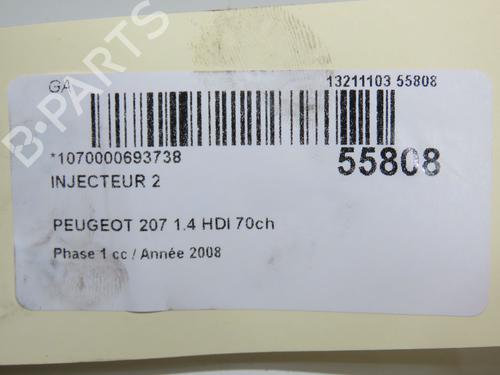 GA
13211103 55808
*1070000693738
55808
INJECTEUR 2
PEUGEOT 207 1.4 HDI 70ch
Phase 1 cc / Année 2008
B-PARTS